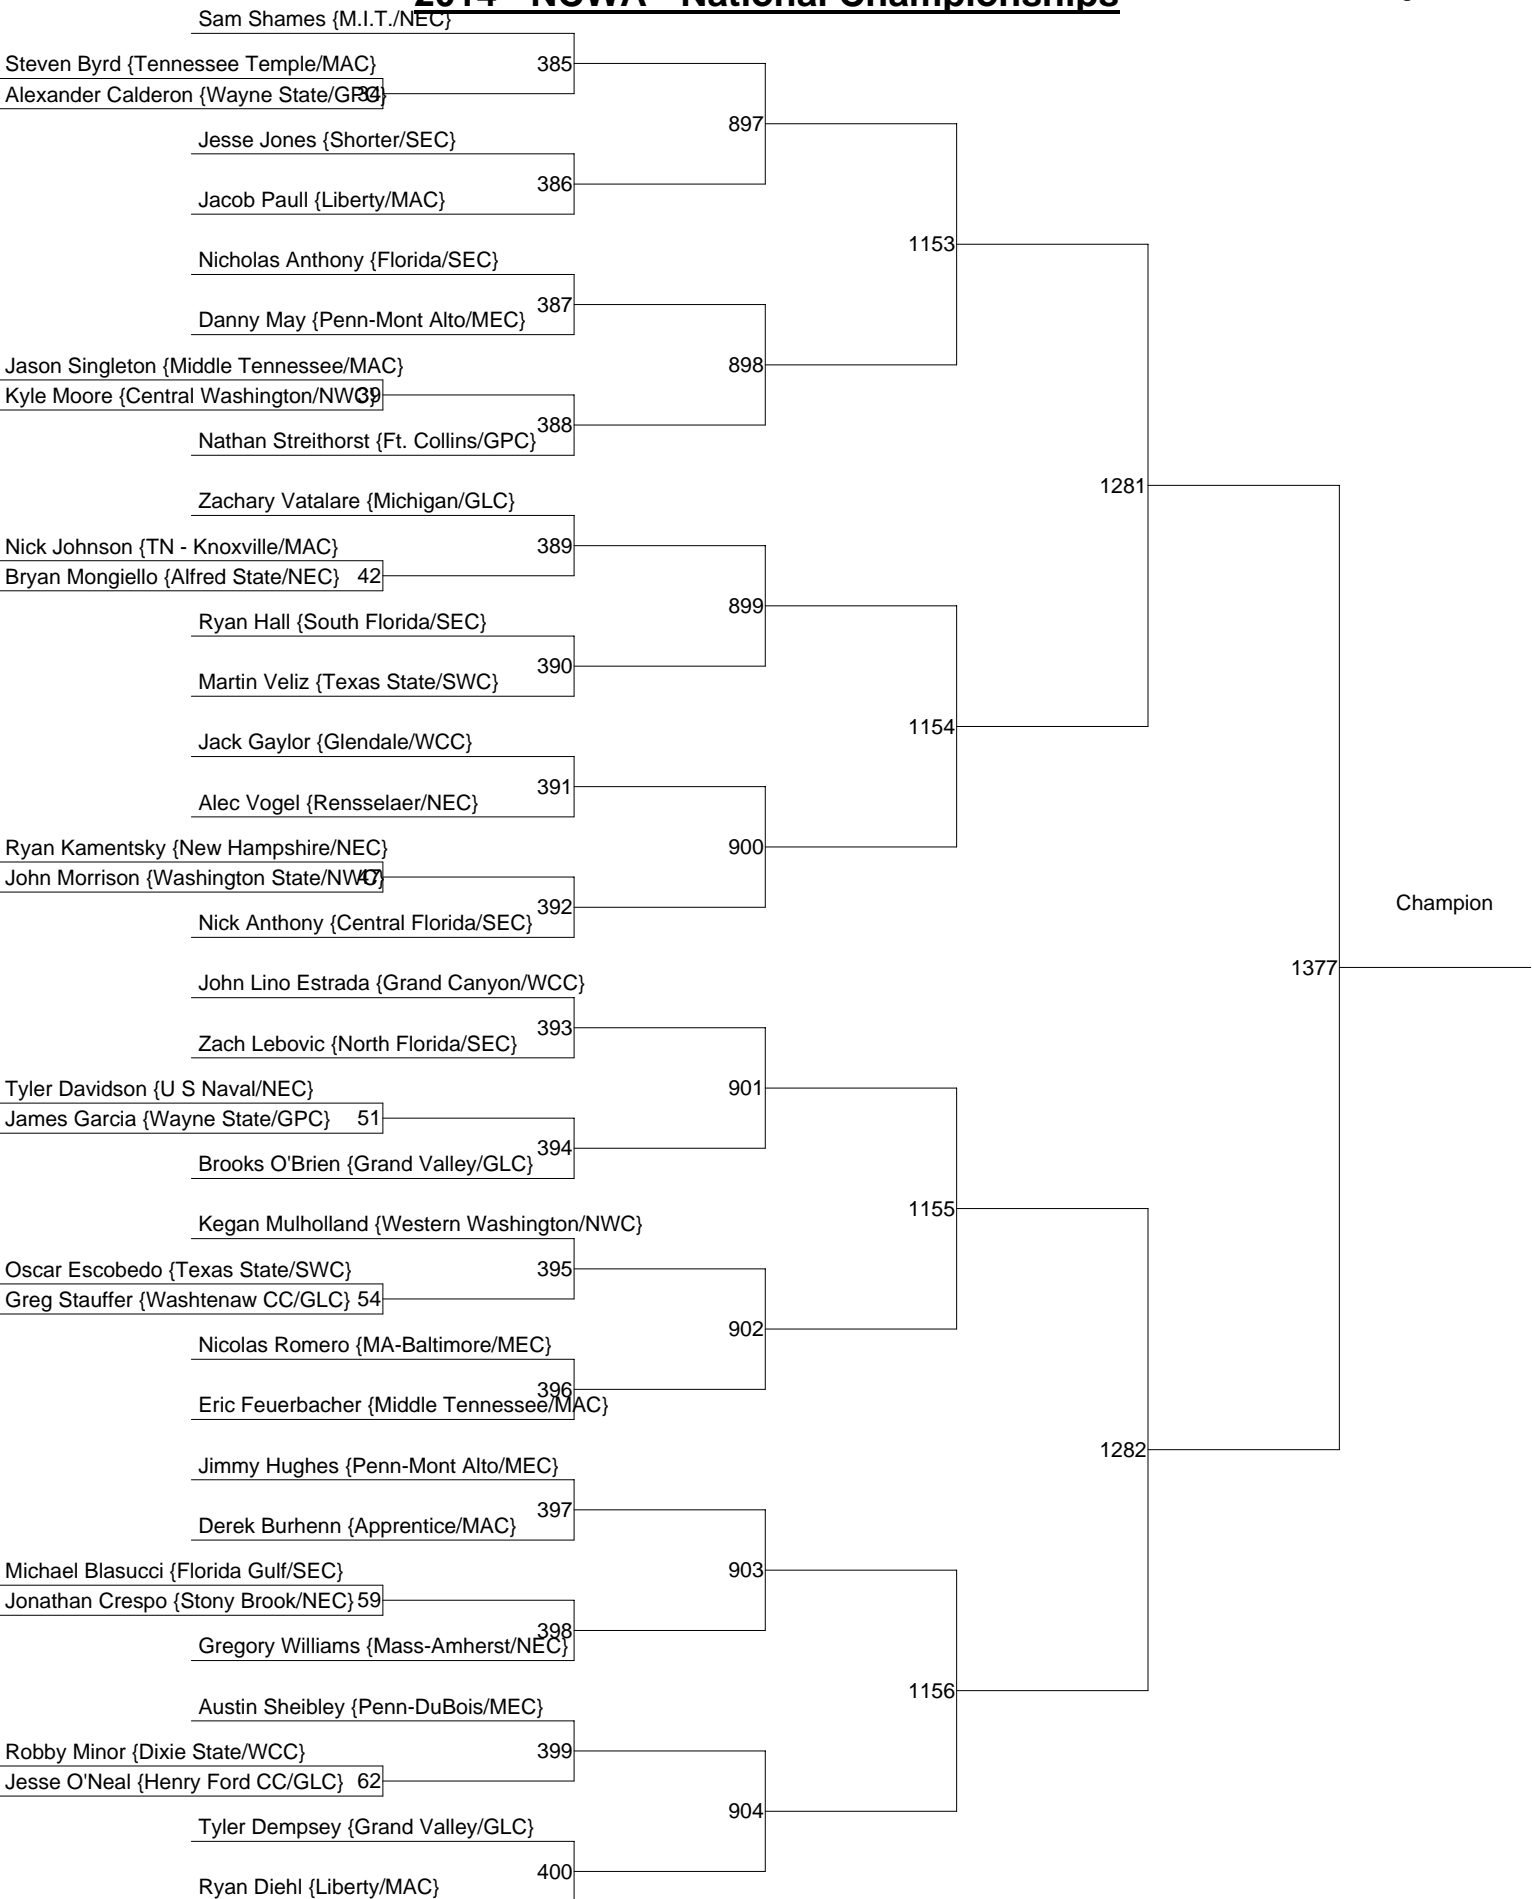 2014 - NCWA - National Championships
Sam Shames {M.I.T./NEC}
Steven Byrd {Tennessee Temple/MAC}
385
Alexander Calderon {Wayne State/GPC}
34
897
Jesse Jones {Shorter/SEC}
386
Jacob Paull {Liberty/MAC}
1153
Nicholas Anthony {Florida/SEC}
387
Danny May {Penn-Mont Alto/MEC}
Jason Singleton {Middle Tennessee/MAC}
898
Kyle Moore {Central Washington/NWC}
39
388
Nathan Streithorst {Ft. Collins/GPC}
1281
Zachary Vatalare {Michigan/GLC}
Nick Johnson {TN - Knoxville/MAC}
389
Bryan Mongiello {Alfred State/NEC} 42
899
Ryan Hall {South Florida/SEC}
390
Martin Veliz {Texas State/SWC}
1154
Jack Gaylor {Glendale/WCC}
391
Alec Vogel {Rensselaer/NEC}
Ryan Kamentsky {New Hampshire/NEC}
900
John Morrison {Washington State/NWC}
47
392
Champion
Nick Anthony {Central Florida/SEC}
1377
John Lino Estrada {Grand Canyon/WCC}
393
Zach Lebovic {North Florida/SEC}
Tyler Davidson {U S Naval/NEC}
901
James Garcia {Wayne State/GPC} 51
394
Brooks O'Brien {Grand Valley/GLC}
1155
Kegan Mulholland {Western Washington/NWC}
Oscar Escobedo {Texas State/SWC}
395
Greg Stauffer {Washtenaw CC/GLC} 54
902
Nicolas Romero {MA-Baltimore/MEC}
396
Eric Feuerbacher {Middle Tennessee/MAC}
1282
Jimmy Hughes {Penn-Mont Alto/MEC}
397
Derek Burhenn {Apprentice/MAC}
Michael Blasucci {Florida Gulf/SEC}
903
Jonathan Crespo {Stony Brook/NEC} 59
398
Gregory Williams {Mass-Amherst/NEC}
1156
Austin Sheibley {Penn-DuBois/MEC}
Robby Minor {Dixie State/WCC}
399
Jesse O'Neal {Henry Ford CC/GLC} 62
904
Tyler Dempsey {Grand Valley/GLC}
400
Ryan Diehl {Liberty/MAC}